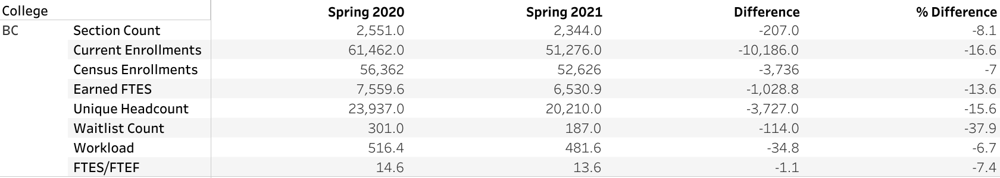 College Spring 2020 Spring 2021 Difference % Difference
BC Section Count 2,551.0 2,344.0 -207.0 -8.1
Current Enrollments 61,462.0 51,276.0 -10,186.0 -16.6
Census Enrollments 56,362 52,626 -3,736 -7
Earned FTES 7,559.6 6,530.9 -1,028.8 -13.6
Unique Headcount 23,937.0 20,210.0 -3,727.0 -15.6
Waitlist Count 301.0 187.0 -114.0 -37.9
Workload 516.4 481.6 -34.8 -6.7
FTES/FTEF 14.6 13.6 -1.1 -7.4